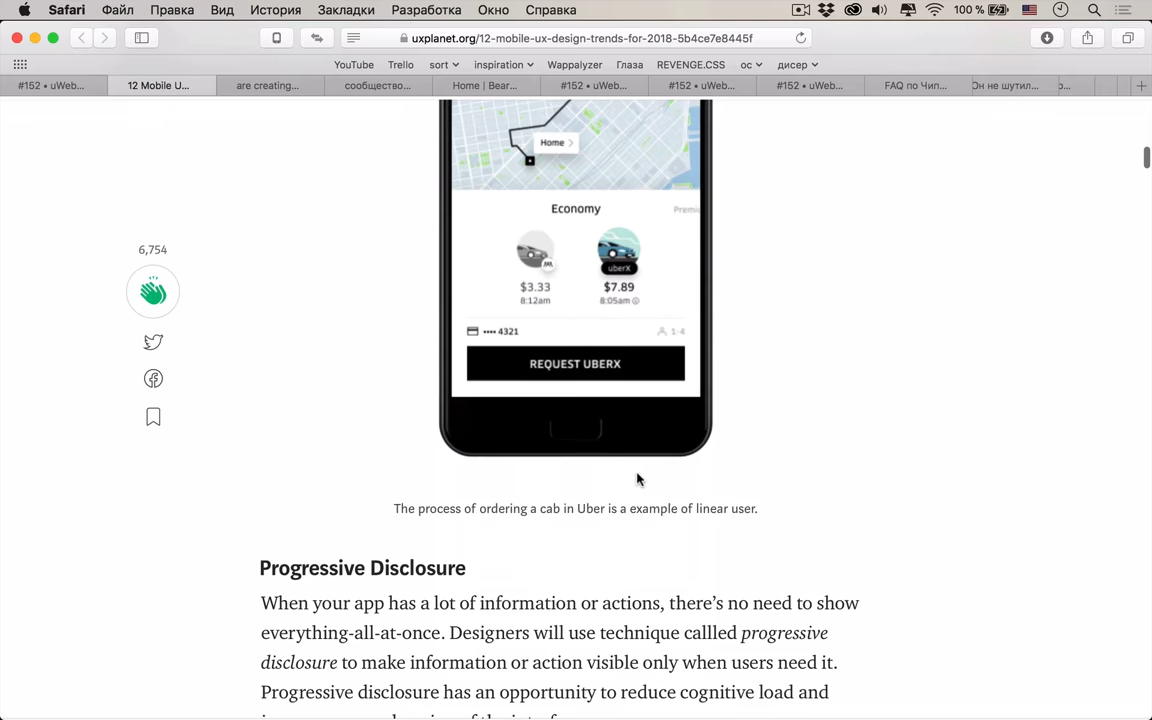 Safari Файл Правка Вид История Закладки Разработка Окно Справка 100 %
uxplanet.org/12-mobile-ux-design-trends-for-2018-5b4ce7e8445f
YouTube Trello sort inspiration Wappalyzer Глаза REVENGE.CSS ос дисер
#152 • uWeb... 12 Mobile U... are creating... сообщество... Home | Bear... #152 • uWeb... #152 • uWeb... #152 • uWeb... FAQ по Чип... Он не шутил...
Home
Economy Premi
6,754
uberX
$3.33 $7.89
8:12am 8:05am
•••• 4321 1-4
REQUEST UBERX
The process of ordering a cab in Uber is a example of linear user.
Progressive Disclosure
When your app has a lot of information or actions, there’s no need to show
everything-all-at-once. Designers will use technique callled progressive
disclosure to make information or action visible only when users need it.
Progressive disclosure has an opportunity to reduce cognitive load and